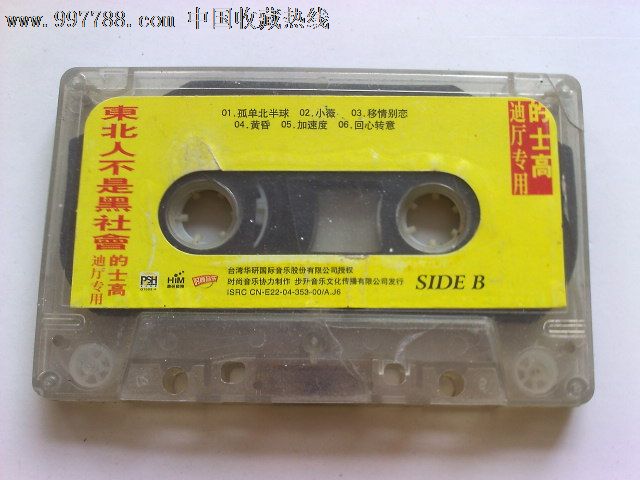 www.997788.com 中国收藏热线
東北人不是黑社會
的士高
迪厅专用
01.孤单北半球 02.小薇 03.移情别恋
04.黄昏 05.加速度 06.回心转意
的士高
迪厅专用
PSH
HIM
台湾华研国际音乐股份有限公司授权
时尚音乐协力制作 步升音乐文化传播有限公司发行
ISRC CN-E22-04-353-00/A.J6
SIDE B